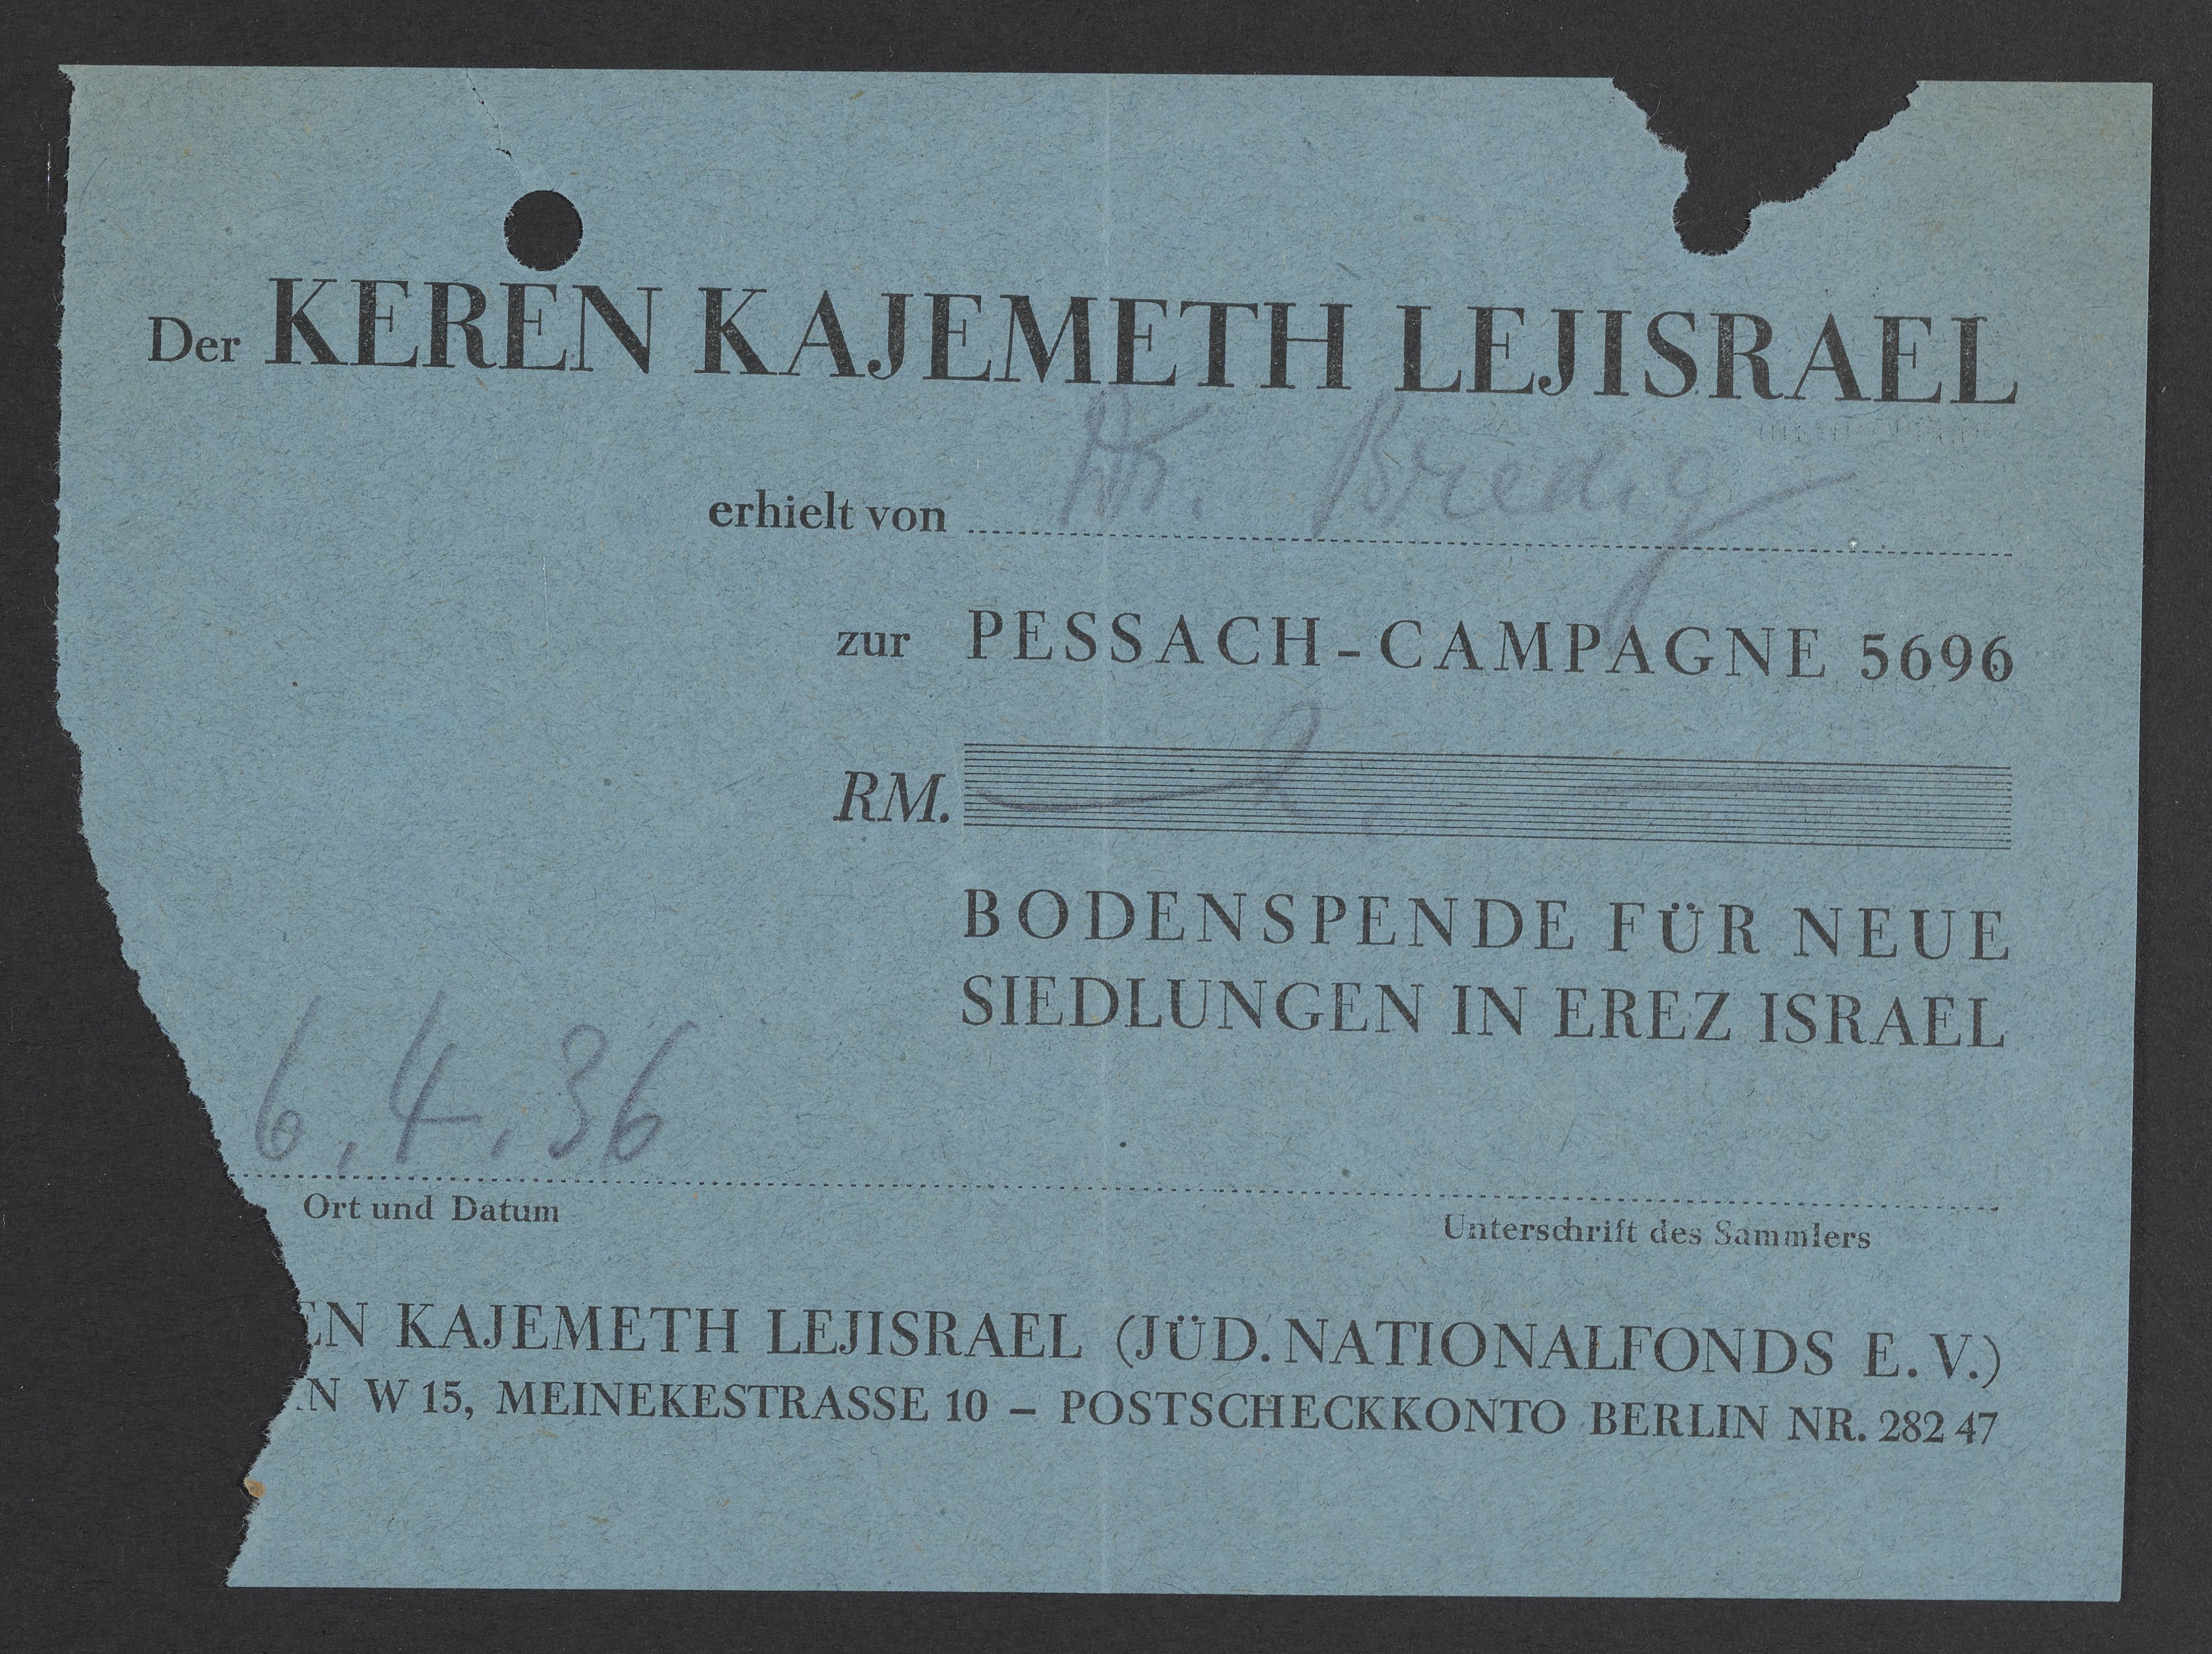 Der KEREN KAJEMETH LEJISRAEL
erhielt von Dr. Bredig
zur PESSACH-CAMPAGNE 5696
RM. 2. —
BODENSPENDE FÜR NEUE
SIEDLUNGEN IN EREZ ISRAEL
6.4.36
Ort und Datum
Unterschrift des Sammlers
EN KAJEMETH LEJISRAEL (JÜD. NATIONALFONDS E. V.)
N W 15, MEINEKESTRASSE 10 – POSTSCHECKKONTO BERLIN NR. 282 47